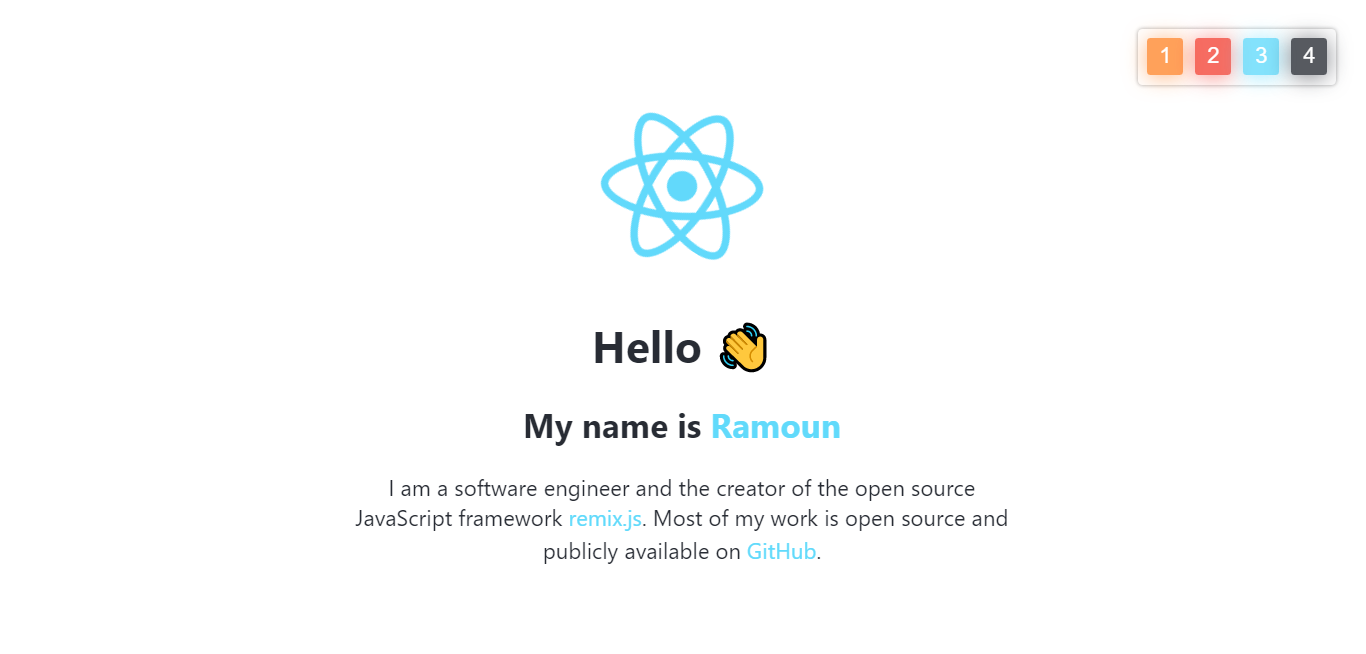 1 2 3 4
Hello 👋
My name is Ramoun
I am a software engineer and the creator of the open source
JavaScript framework remix.js. Most of my work is open source and
publicly available on GitHub.